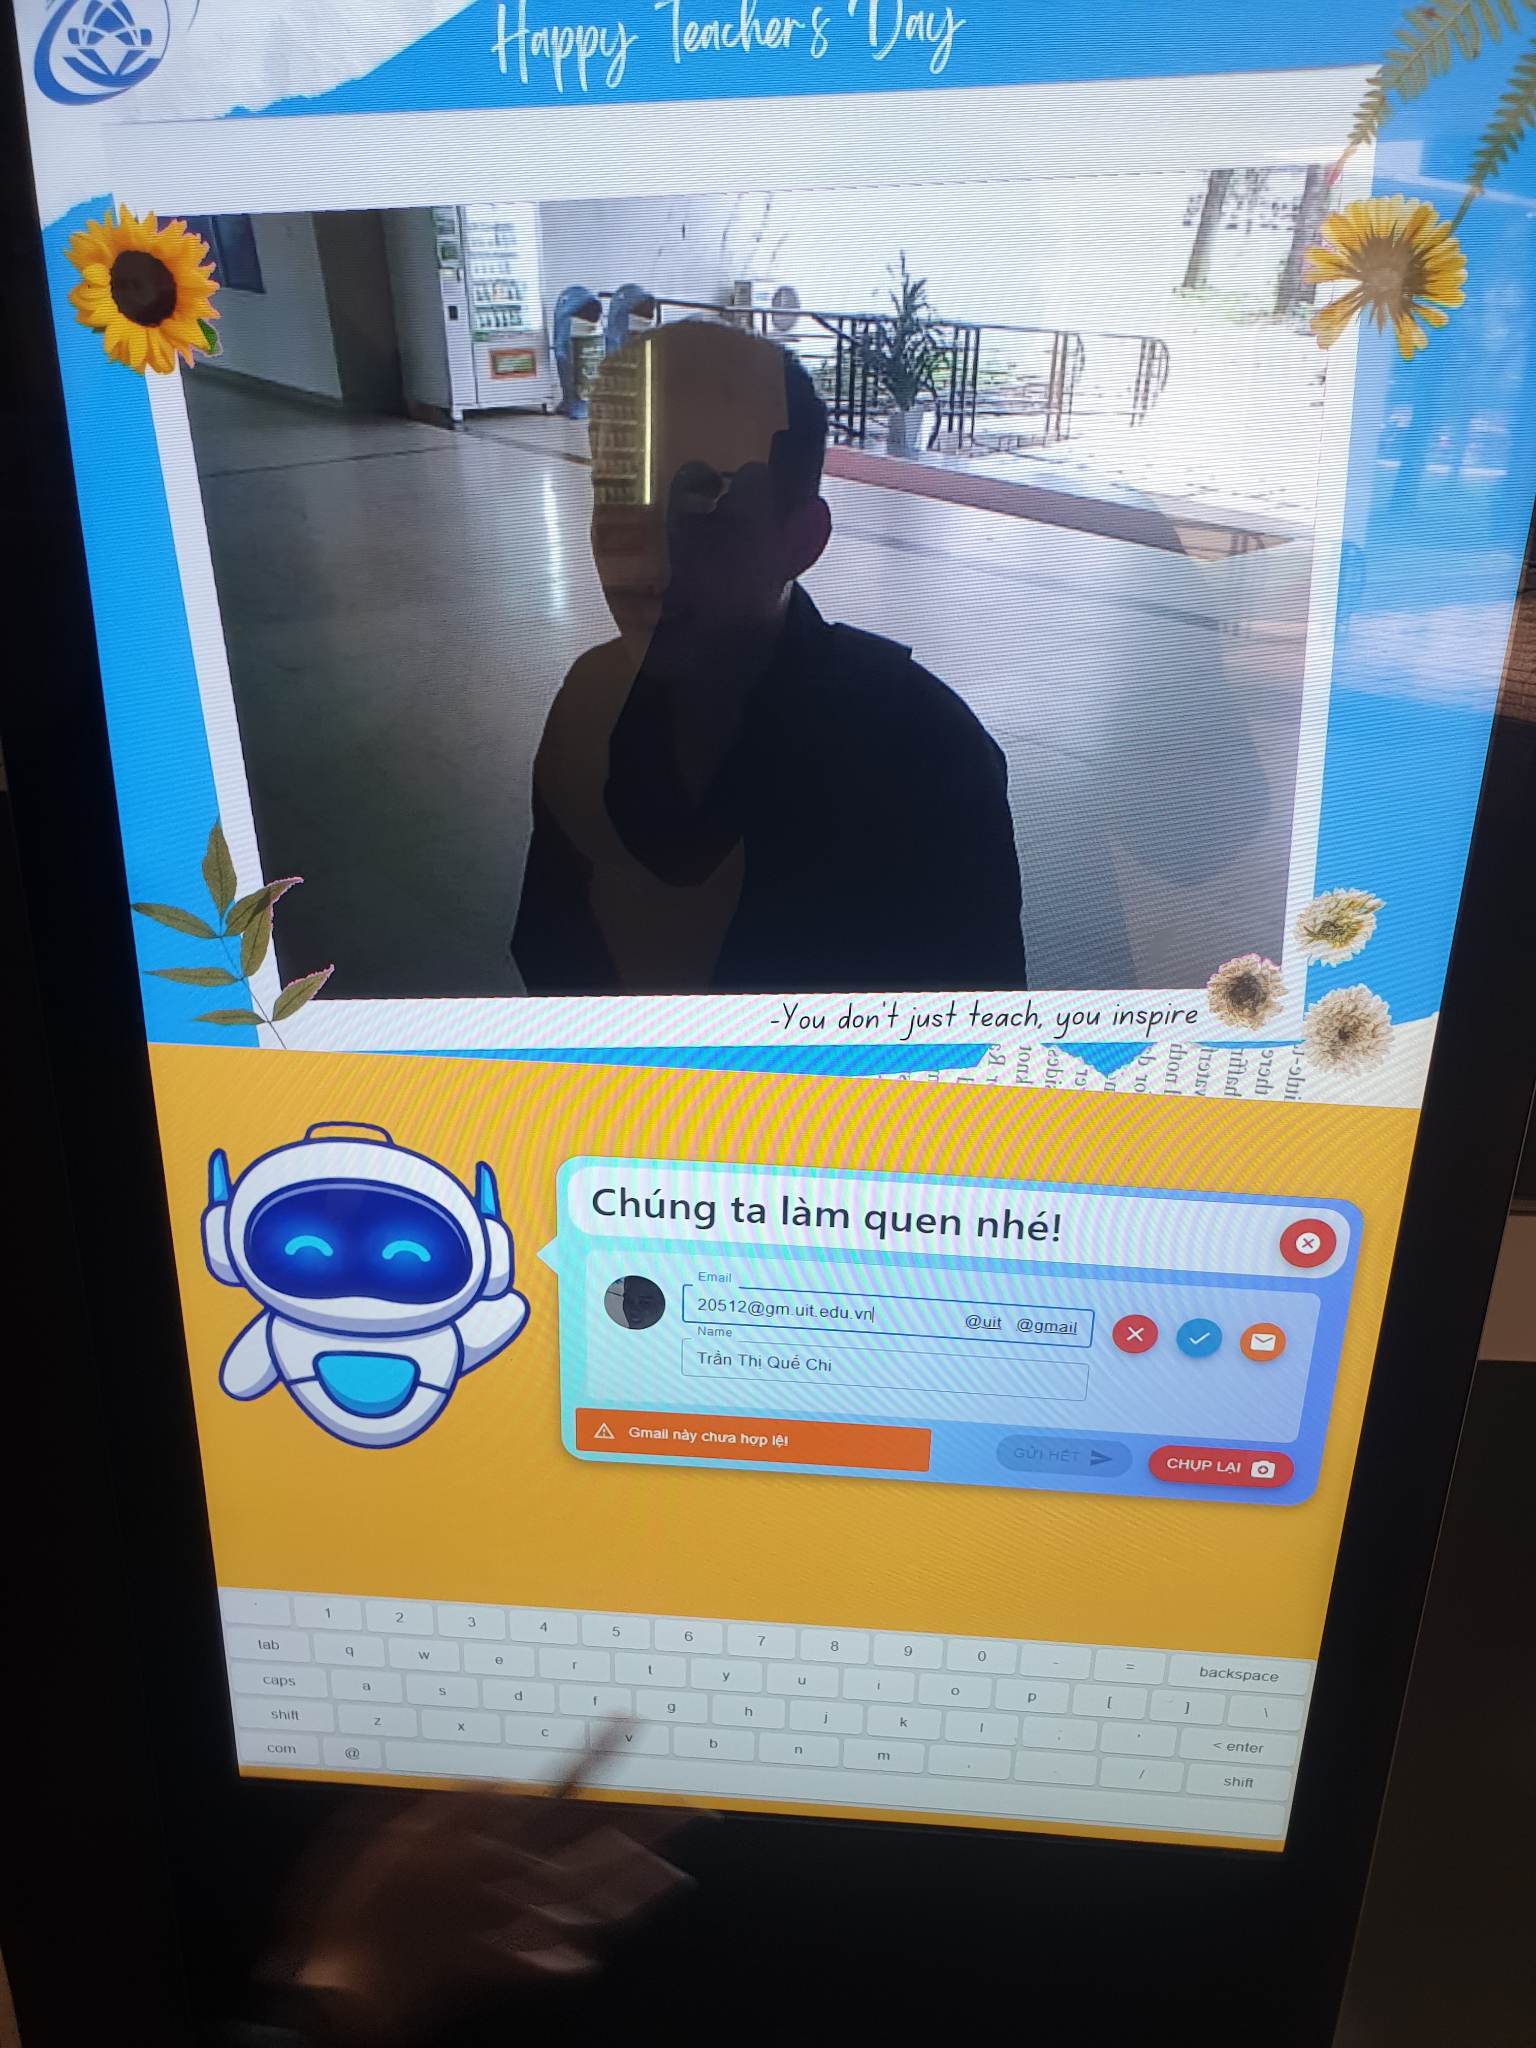 Happy Teacher's Day
-You don't just teach, you inspire
Chúng ta làm quen nhé!
Email
20512@gm.uit.edu.vn @uit @gmail
Name
Trần Thị Quế Chi
Gmail này chưa hợp lệ!
GỬI HẾT
CHỤP LẠI
` 1 2 3 4 5 6 7 8 9 0 - = backspace
tab q w e r t y u i o p [ ] \
caps a s d f g h j k l ; ' < enter
shift z x c v b n m , . / shift
com @